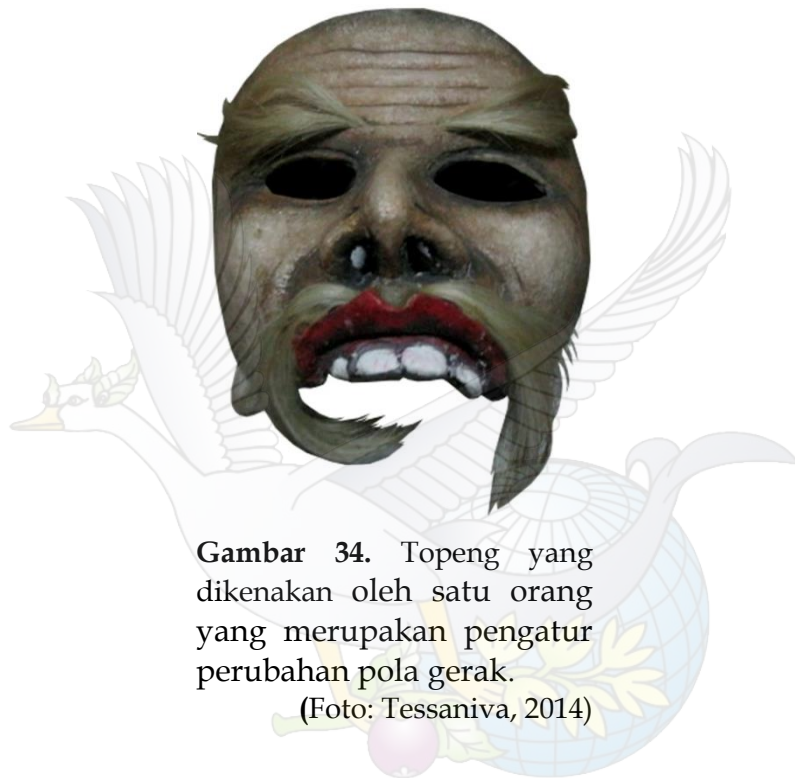 Gambar 34. Topeng yang
dikenakan oleh satu orang
yang merupakan pengatur
perubahan pola gerak.
(Foto: Tessaniva, 2014)